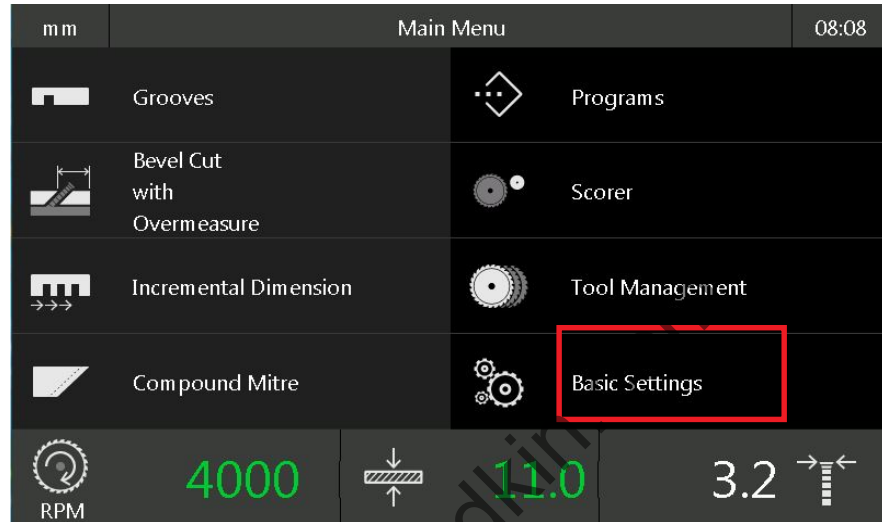 mm Main Menu 08:08
Grooves
Programs
Bevel Cut
with
Overmeasure
Scorer
Incremental Dimension
Tool Management
Compound Mitre
Basic Settings
4000 11.0 3.2
RPM